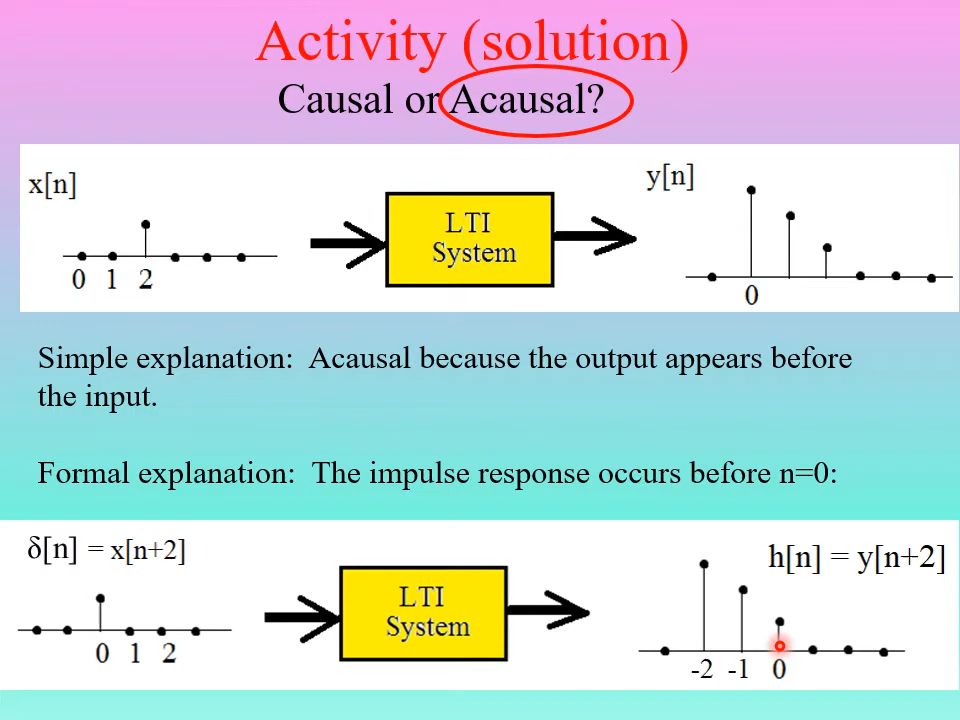 Activity (solution)
Causal or Acausal?
x[n]
0 1 2
LTI
System
y[n]
0
Simple explanation: Acausal because the output appears before
the input.
Formal explanation: The impulse response occurs before n=0:
δ[n] = x[n+2]
0 1 2
LTI
System
h[n] = y[n+2]
-2 -1 0